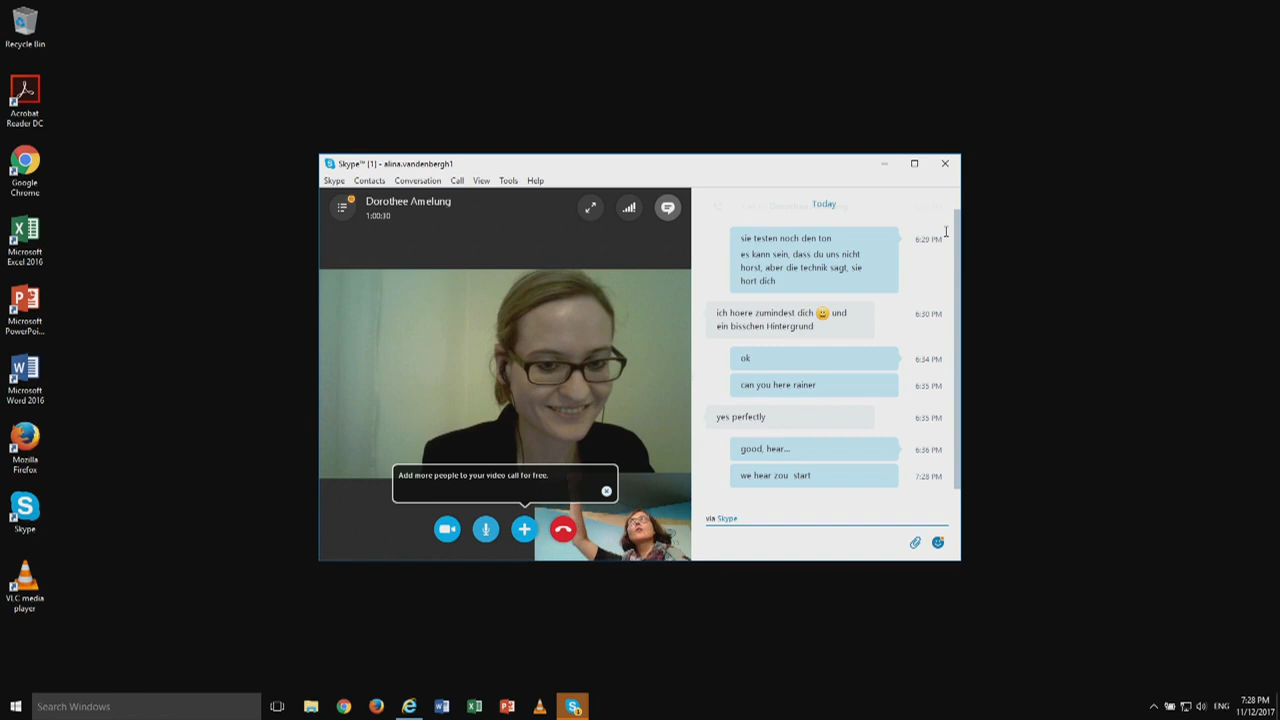 Recycle Bin
Acrobat
Reader DC
Google
Chrome
Microsoft
Excel 2016
Microsoft
PowerPoi...
Microsoft
Word 2016
Mozilla
Firefox
Skype
VLC media
player
Skype™ (1) - alina.vandenbergh1
Skype Contacts Conversation Call View Tools Help
Dorothee Amelung
1:00:30
Add more people to your video call for free.
Today
sie testen noch den ton 6:29 PM
es kann sein, dass du uns nicht
horst, aber die technik sagt, sie
hort dich
ich hoere zumindest dich und 6:30 PM
ein bisschen Hintergrund
ok 6:34 PM
can you here rainer 6:35 PM
yes perfectly 6:35 PM
good, hear... 6:36 PM
we hear zou start 7:28 PM
via Skype
Search Windows
ENG
7:28 PM
11/12/2017